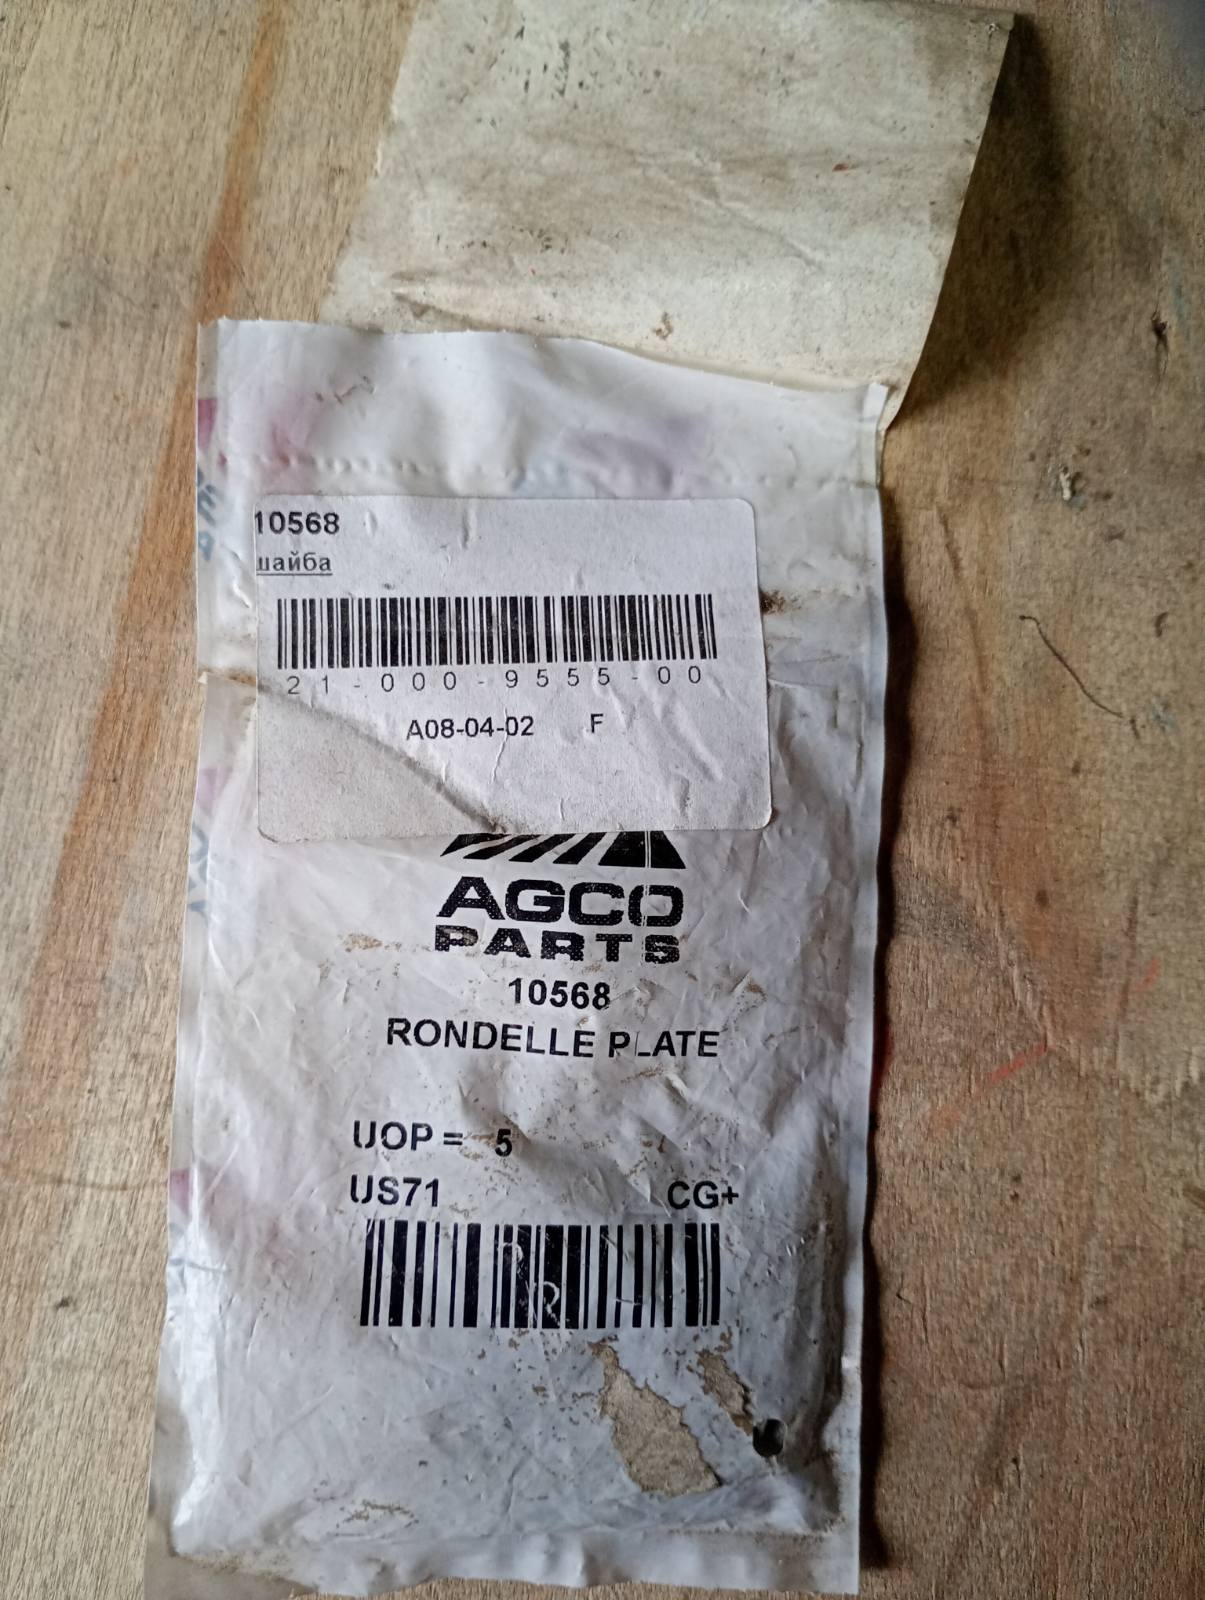 10568
шайба
21-000-9555-00
A08-04-02 F
AGCO
PARTS
10568
RONDELLE PLATE
UOP = 5
US71 CG+